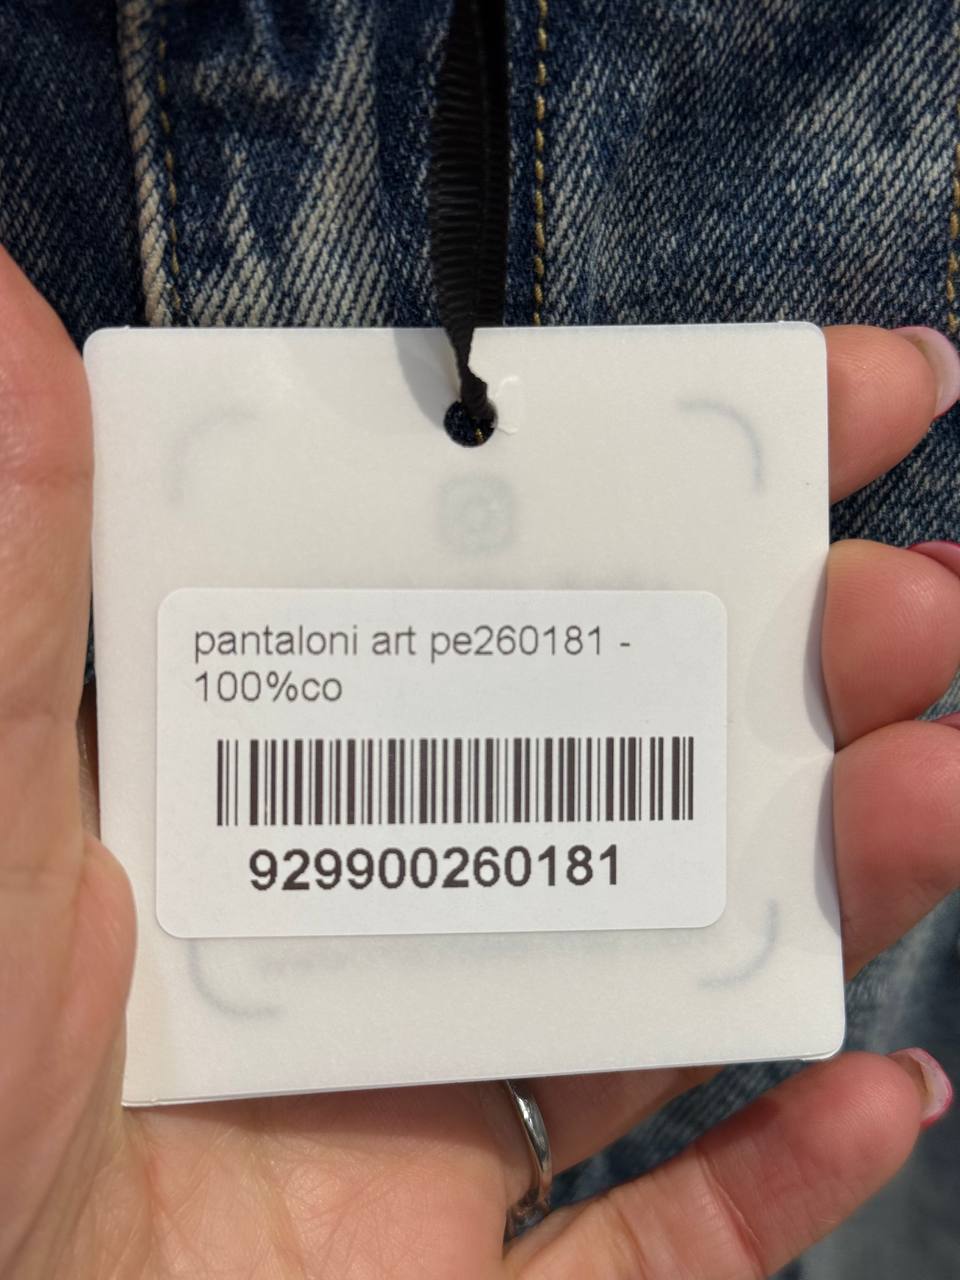 pantaloni art pe260181 -
100%co
929900260181